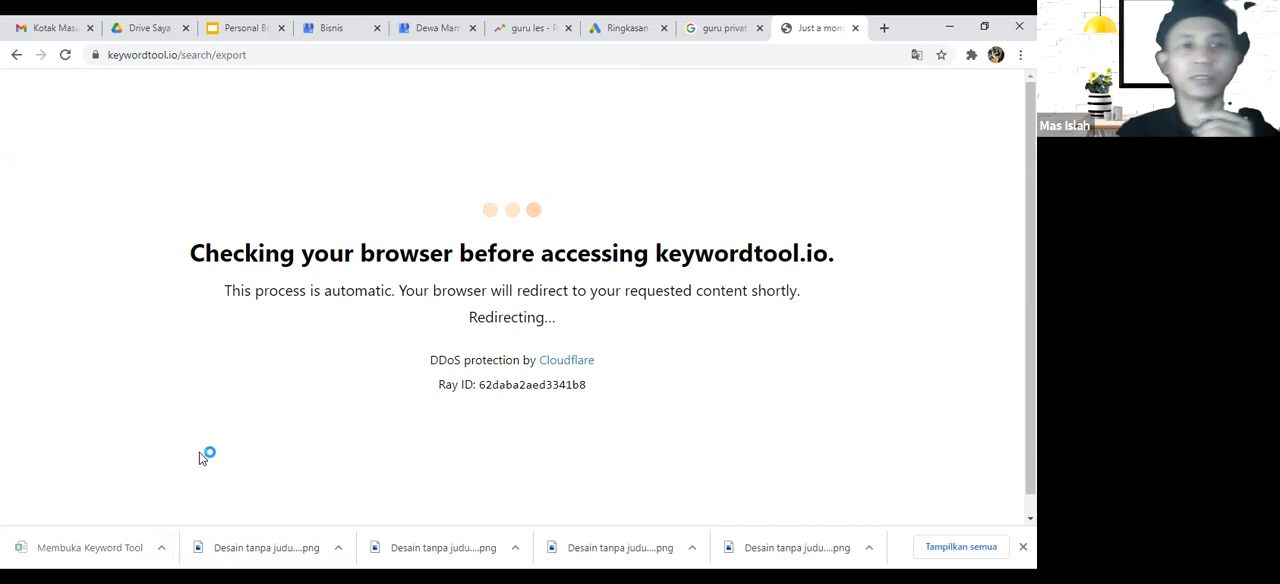 Kotak Mas
Drive Saya
Personal B
Bisnis
Dewa Mam
guru les - P
Ringkasan
guru privat
Just a mom
keywordtool.io/search/export
Mas Islah
Checking your browser before accessing keywordtool.io.
This process is automatic. Your browser will redirect to your requested content shortly.
Redirecting...
DDoS protection by Cloudflare
Ray ID: 62daba2aed3341b8
Membuka Keyword Tool
Desain tanpa judu....png
Desain tanpa judu....png
Desain tanpa judu....png
Desain tanpa judu....png
Tampilkan semua